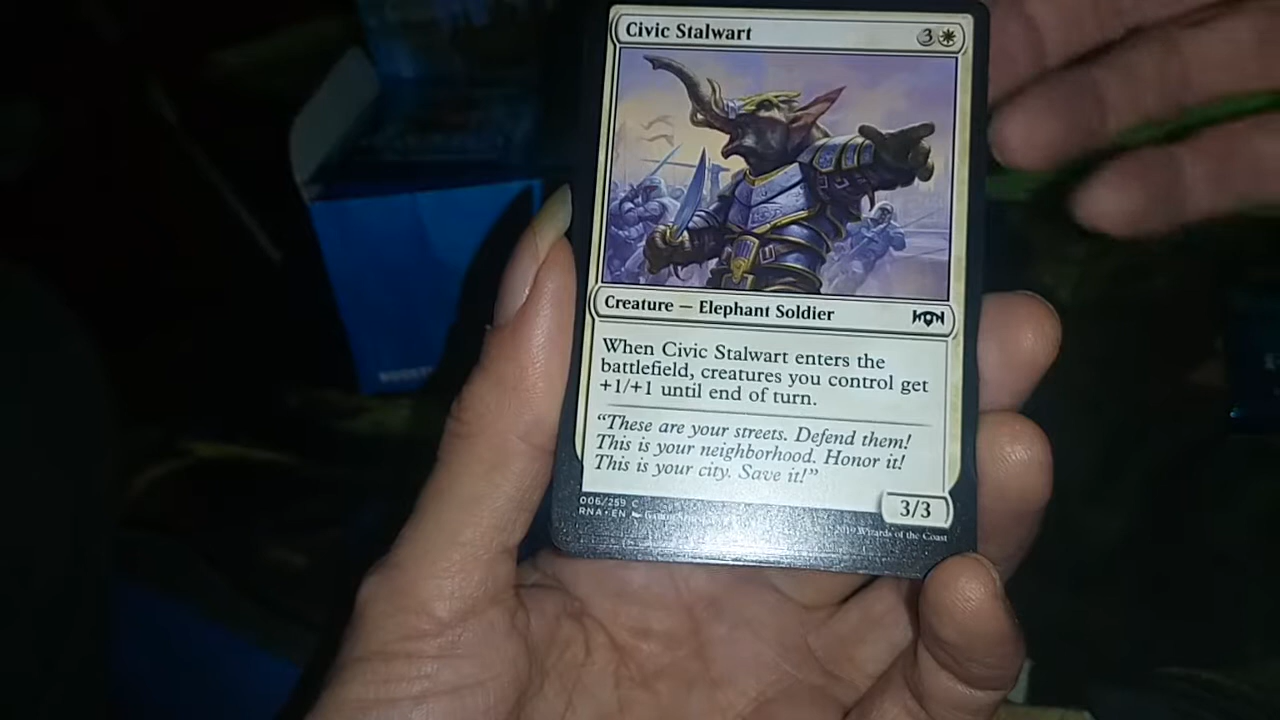 Civic Stalwart 3
Creature — Elephant Soldier
When Civic Stalwart enters the
battlefield, creatures you control get
+1/+1 until end of turn.
“These are your streets. Defend them!
This is your neighborhood. Honor it!
This is your city. Save it!”
3/3
006/259 C
RNA • EN
2019 Wizards of the Coast